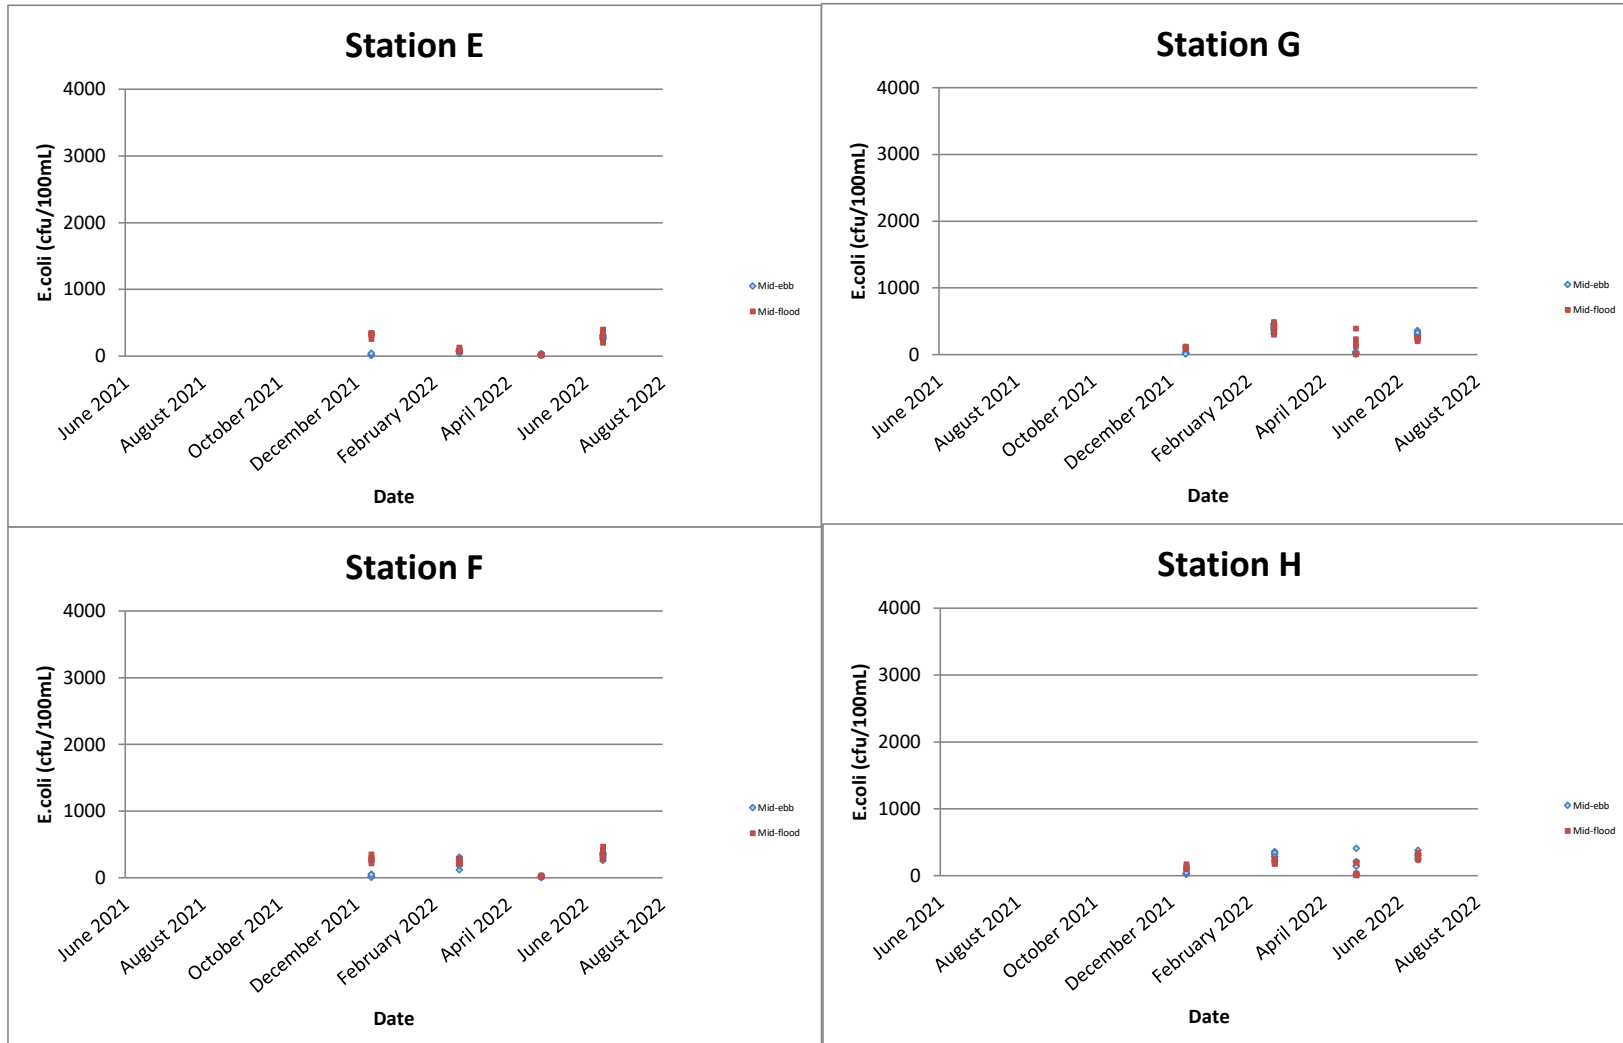 Station E
E.coli (cfu/100mL)
4000
3000
2000
1000
0
June 2021
August 2021
October 2021
December 2021
February 2022
April 2022
June 2022
August 2022
Date
Mid-ebb
Mid-flood
Station G
E.coli (cfu/100mL)
4000
3000
2000
1000
0
June 2021
August 2021
October 2021
December 2021
February 2022
April 2022
June 2022
August 2022
Date
Mid-ebb
Mid-flood
Station F
E.coli (cfu/100mL)
4000
3000
2000
1000
0
June 2021
August 2021
October 2021
December 2021
February 2022
April 2022
June 2022
August 2022
Date
Mid-ebb
Mid-flood
Station H
E.coli (cfu/100mL)
4000
3000
2000
1000
0
June 2021
August 2021
October 2021
December 2021
February 2022
April 2022
June 2022
August 2022
Date
Mid-ebb
Mid-flood